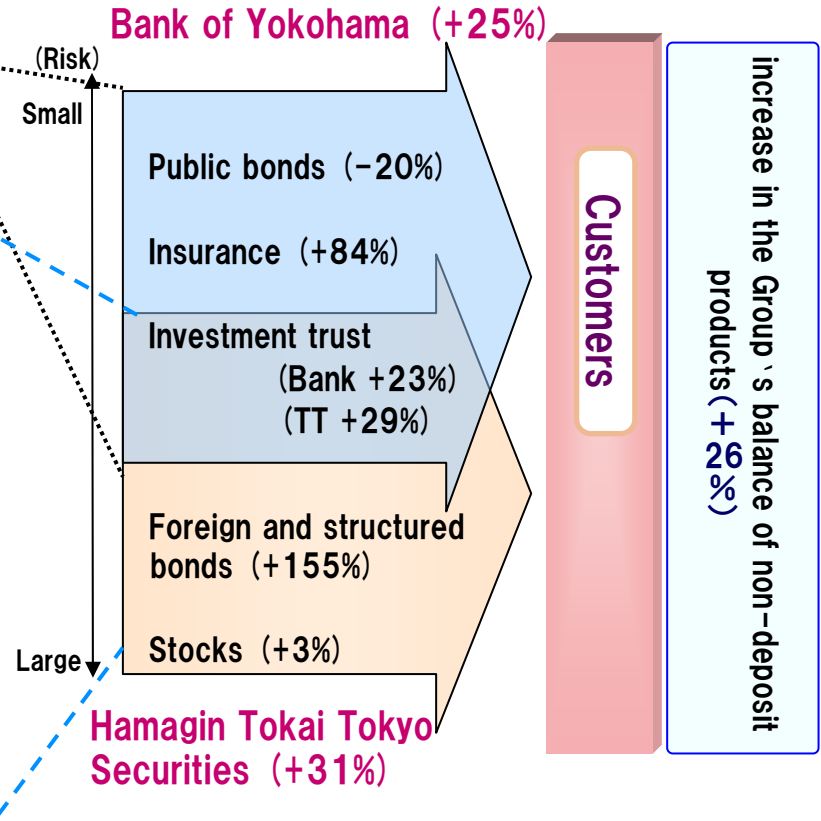 Bank of Yokohama (+25%)
(Risk)
Small
Public bonds (-20%)
Insurance (+84%)
Investment trust
(Bank +23%)
(TT +29%)
Foreign and structured
bonds (+155%)
Stocks (+3%)
Large
Hamagin Tokai Tokyo
Securities (+31%)
Customers
increase in the Group`s balance of non-deposit
products(+26%)